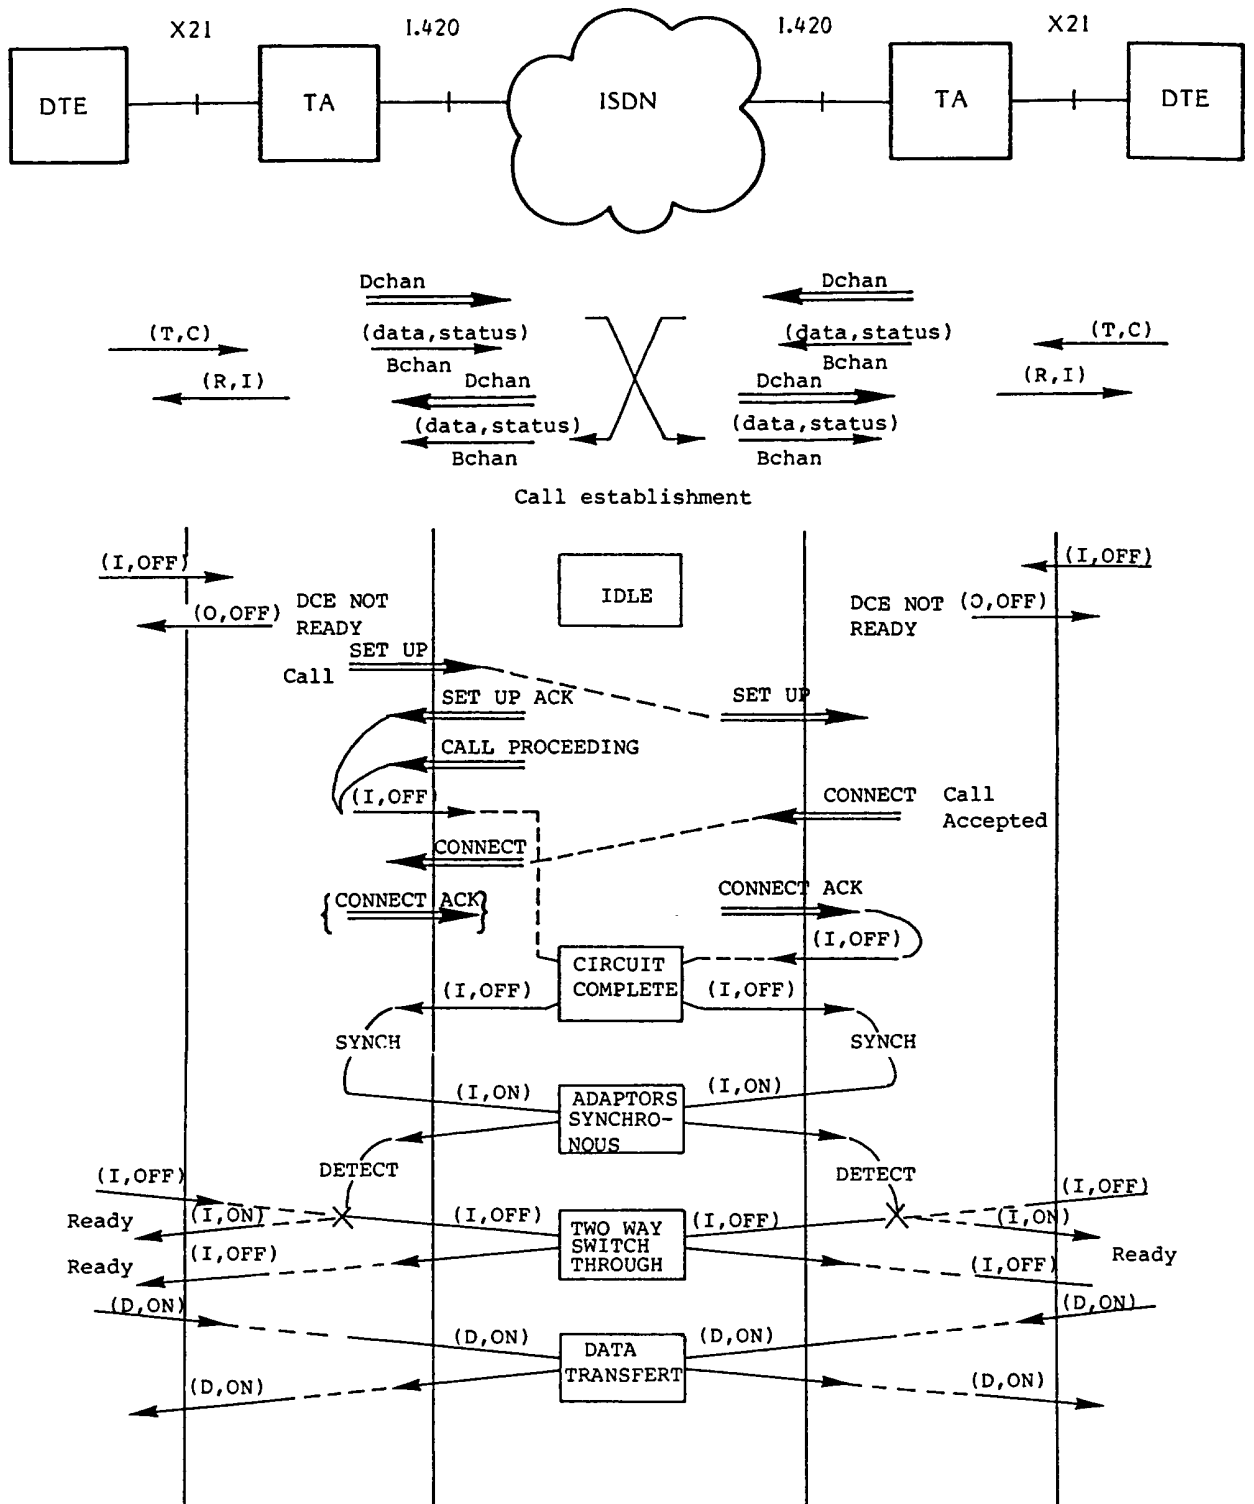 X21 I.420 I.420 X21
DTE TA ISDN TA DTE
Dchan Dchan
(T,C) (data,status) (data,status) (T,C)
Bchan Bchan
(R,I) Dchan Dchan (R,I)
(data,status) (data,status)
Bchan Bchan
Call establishment
(I,OFF) (I,OFF)
IDLE
(O,OFF) DCE NOT DCE NOT (O,OFF)
READY READY
SET UP
Call
SET UP ACK SET UP
CALL PROCEEDING
(I,OFF) CONNECT Call
Accepted
CONNECT
CONNECT ACK
{CONNECT ACK}
(I,OFF)
CIRCUIT
COMPLETE
(I,OFF) (I,OFF)
SYNCH SYNCH
(I,ON) (I,ON)
ADAPTORS
SYNCHRO-
NOUS
DETECT DETECT
(I,OFF) (I,OFF)
Ready (I,ON) (I,OFF) (I,OFF) (I,ON)
TWO WAY
SWITCH
THROUGH
Ready
Ready (I,OFF) (I,OFF)
(D,ON) (D,ON)
(D,ON) (D,ON)
DATA
TRANSFERT
(D,ON) (D,ON)